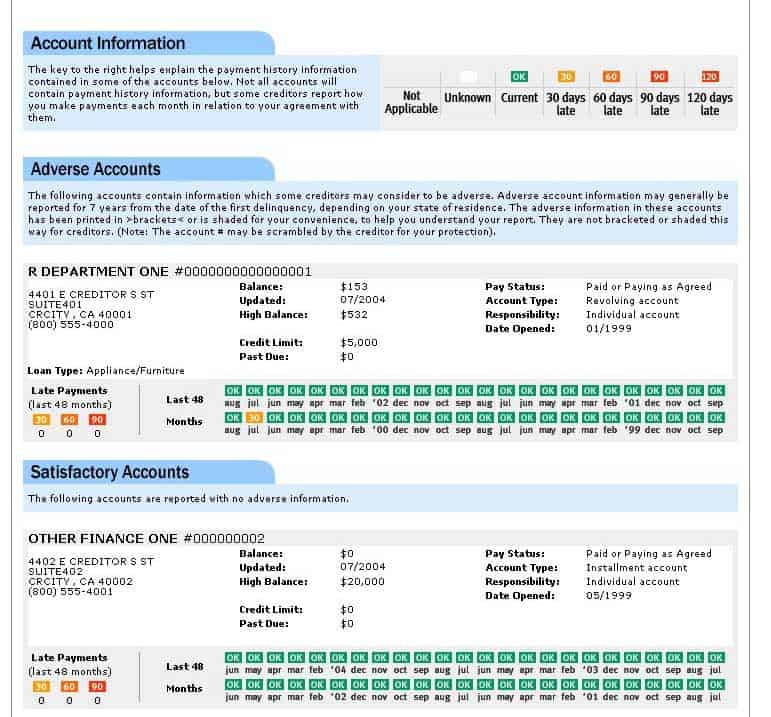 Account Information
The key to the right helps explain the payment history information
contained in some of the accounts below. Not all accounts will
contain payment history information, but some creditors report how
you make payments each month in relation to your agreement with
them.
OK 30 60 90 120
Not Applicable Unknown Current 30 days late 60 days late 90 days late 120 days late
Adverse Accounts
The following accounts contain information which some creditors may consider to be adverse. Adverse account information may generally be
reported for 7 years from the date of the first delinquency, depending on your state of residence. The adverse information in these accounts
has been printed in >brackets< or is shaded for your convenience, to help you understand your report. They are not bracketed or shaded this
way for creditors. (Note: The account # may be scrambled by the creditor for your protection).
R DEPARTMENT ONE #0000000000000001
4401 E CREDITOR S ST
SUITE401
CRCITY, CA 40001
(800) 555-4000
Balance: $153
Updated: 07/2004
High Balance: $532
Credit Limit: $5,000
Past Due: $0
Pay Status: Paid or Paying as Agreed
Account Type: Revolving account
Responsibility: Individual account
Date Opened: 01/1999
Loan Type: Appliance/Furniture
Late Payments
(last 48 months)
30 60 90
0 0 0
Last 48
Months
OK OK OK OK OK OK OK OK OK OK OK OK OK OK OK OK OK OK OK OK OK OK OK OK
aug jul jun may apr mar feb '02 dec nov oct sep aug jul jun may apr mar feb '01 dec nov oct sep
OK 30 OK OK OK OK OK OK OK OK OK OK OK OK OK OK OK OK OK OK OK OK OK OK
aug jul jun may apr mar feb '00 dec nov oct sep aug jul jun may apr mar feb '99 dec nov oct sep
Satisfactory Accounts
The following accounts are reported with no adverse information.
OTHER FINANCE ONE #000000002
4402 E CREDITOR S ST
SUITE402
CRCITY, CA 40002
(800) 555-4001
Balance: $0
Updated: 07/2004
High Balance: $20,000
Credit Limit: $0
Past Due: $0
Pay Status: Paid or Paying as Agreed
Account Type: Installment account
Responsibility: Individual account
Date Opened: 05/1999
Late Payments
(last 48 months)
30 60 90
0 0 0
Last 48
Months
OK OK OK OK OK OK OK OK OK OK OK OK OK OK OK OK OK OK OK OK OK OK OK OK
jun may apr mar feb '04 dec nov oct sep aug jul jun may apr mar feb '03 dec nov oct sep aug jul
OK OK OK OK OK OK OK OK OK OK OK OK OK OK OK OK OK OK OK OK OK OK OK OK
jun may apr mar feb '02 dec nov oct sep aug jul jun may apr mar feb '01 dec nov oct sep aug jul